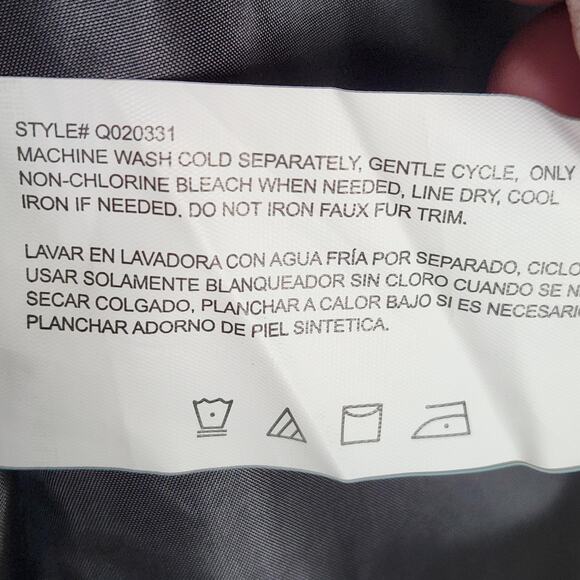 STYLE# Q020331
MACHINE WASH COLD SEPARATELY, GENTLE CYCLE, ONLY
NON-CHLORINE BLEACH WHEN NEEDED, LINE DRY, COOL
IRON IF NEEDED. DO NOT IRON FAUX FUR TRIM.
LAVAR EN LAVADORA CON AGUA FRÍA POR SEPARADO, CICLO
USAR SOLAMENTE BLANQUEADOR SIN CLORO CUANDO SE
SECAR COLGADO, PLANCHAR A CALOR BAJO SI ES
PLANCHAR ADORNO DE PIEL SINTETICA.